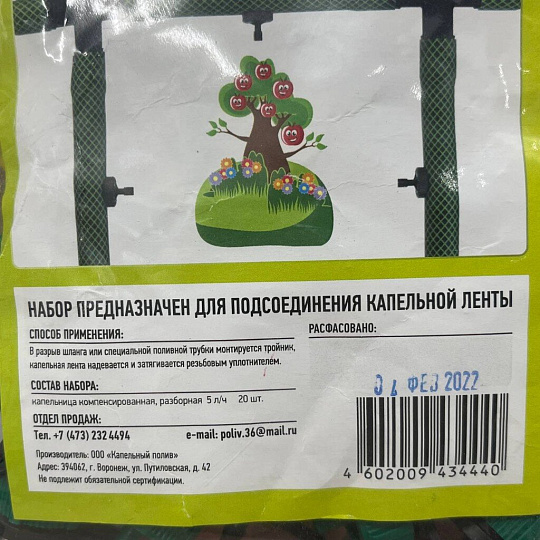 НАБОР ПРЕДНАЗНАЧЕН ДЛЯ ПОДСОЕДИНЕНИЯ КАПЕЛЬНОЙ ЛЕНТЫ
СПОСОБ ПРИМЕНЕНИЯ:
В разрыв шланга или специальной поливной трубки монтируется тройник,
капельная лента надевается и затягивается резьбовым уплотнителем.
СОСТАВ НАБОРА:
капельница компенсированная, разборная 5 л/ч 20 шт.
ОТДЕЛ ПРОДАЖ:
Тел. +7 (473) 232 4494 e-mail: poliv.36@mail.ru
Производитель: ООО «Капельный полив»
Адрес: 394062, г. Воронеж, ул. Путиловская, д. 42
Не подлежит обязательной сертификации.
РАСФАСОВАНО:
ФЕВ 2022
4 602009 434440